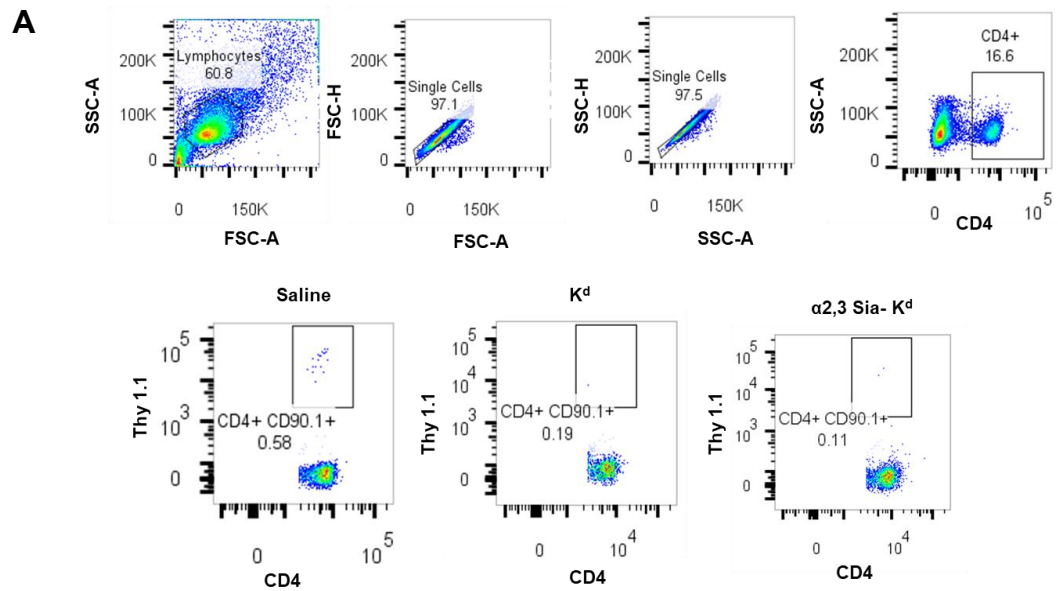 A
SSC-A
200K
100K
0
Lymphocytes
60.8
0
150K
FSC-A
FSC-H
200K
100K
0
Single Cells
97.1
0
150K
FSC-A
SSC-H
200K
100K
0
Single Cells
97.5
0
150K
SSC-A
SSC-A
200K
100K
0
CD4+
16.6
0
10^5
CD4
Saline
Thy 1.1
10^5
10^3
0
CD4+ CD90.1+
0.58
0
10^5
CD4
K^d
Thy 1.1
10^5
10^4
10^3
0
CD4+ CD90.1+
0.19
0
10^4
CD4
α2,3 Sia- K^d
Thy 1.1
10^5
10^4
10^3
0
CD4+ CD90.1+
0.11
0
10^4
CD4